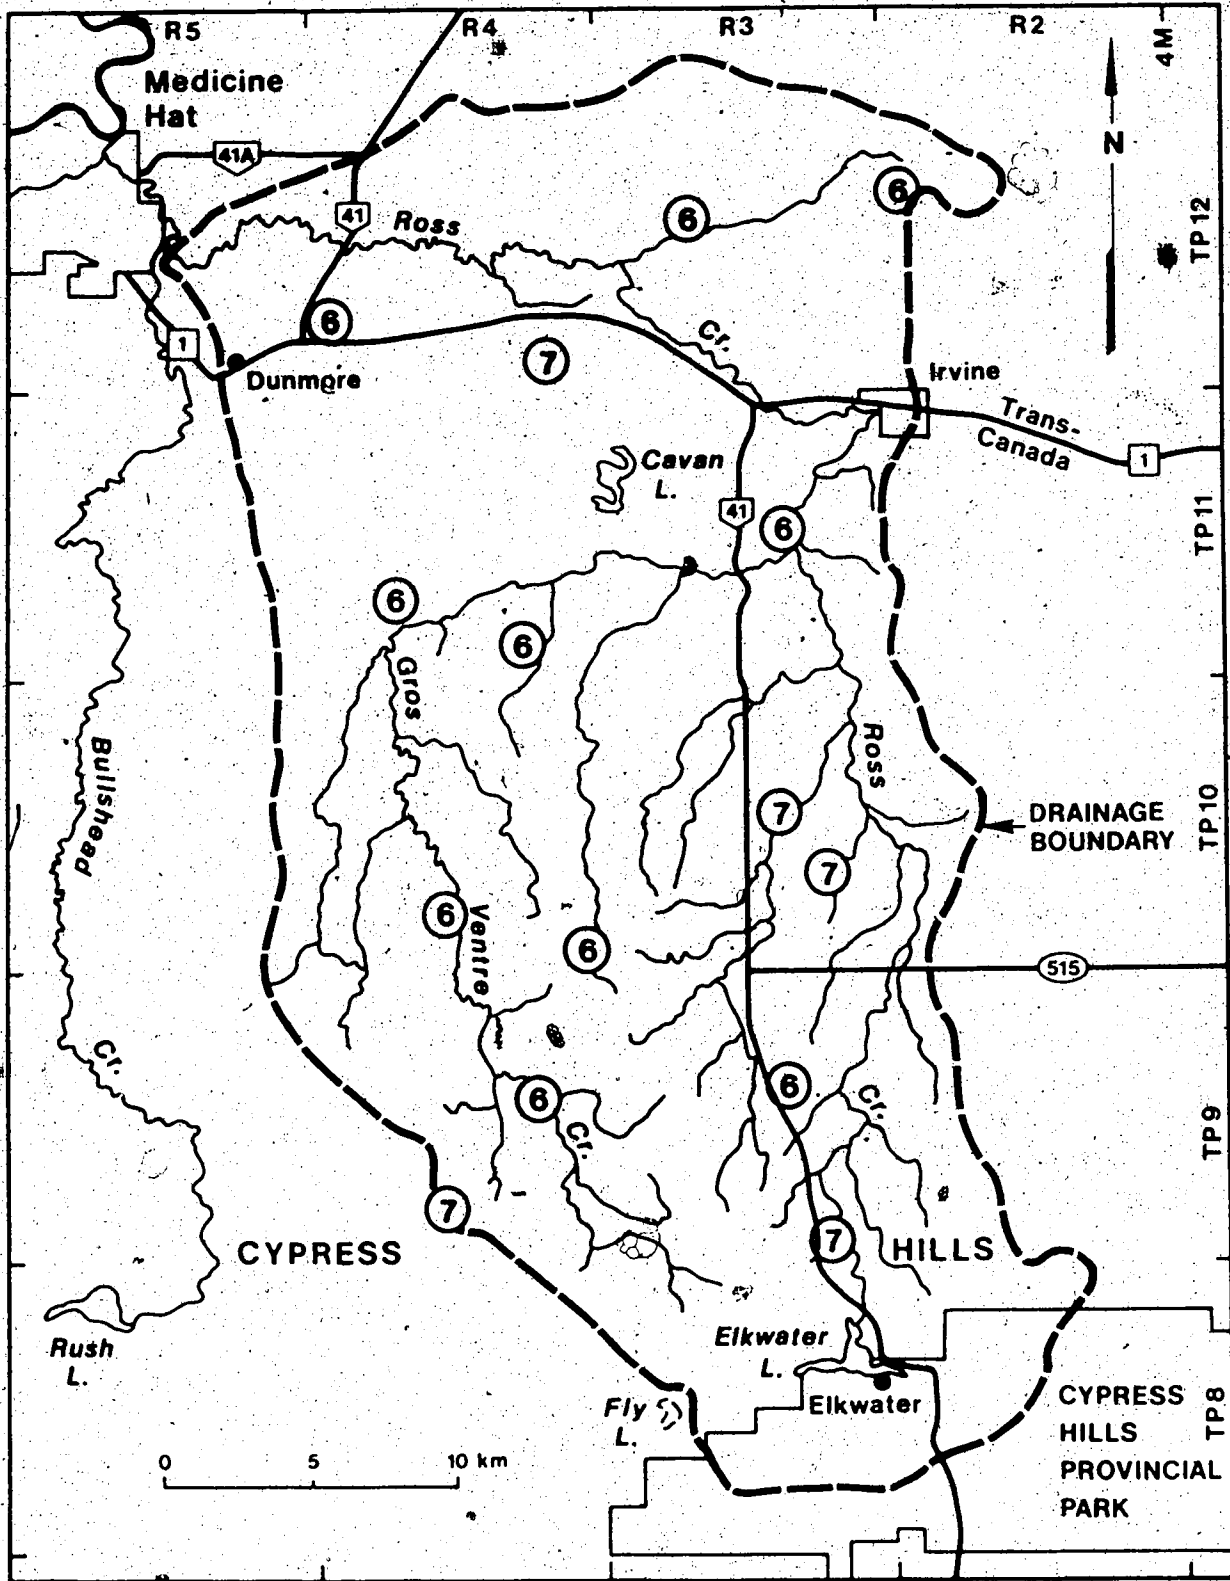 R5
R4
R3
R2
4M
Medicine
Hat
N
41A
6
41
Ross
6
TP 12
6
Cr.
1
7
Dunmore
Irvine
Trans-
Canada
1
Cavan
L.
41
6
TP 11
6
6
Gros
Ross
Bullshead
7
DRAINAGE
BOUNDARY
TP 10
7
6
Ventre
6
515
Cr.
6
6
Cr.
Cr.
TP 9
7
CYPRESS
7
HILLS
Rush
L.
Elkwater
L.
Fly
L.
Elkwater
CYPRESS
HILLS
PROVINCIAL
PARK
TP 8
0 5 10 km